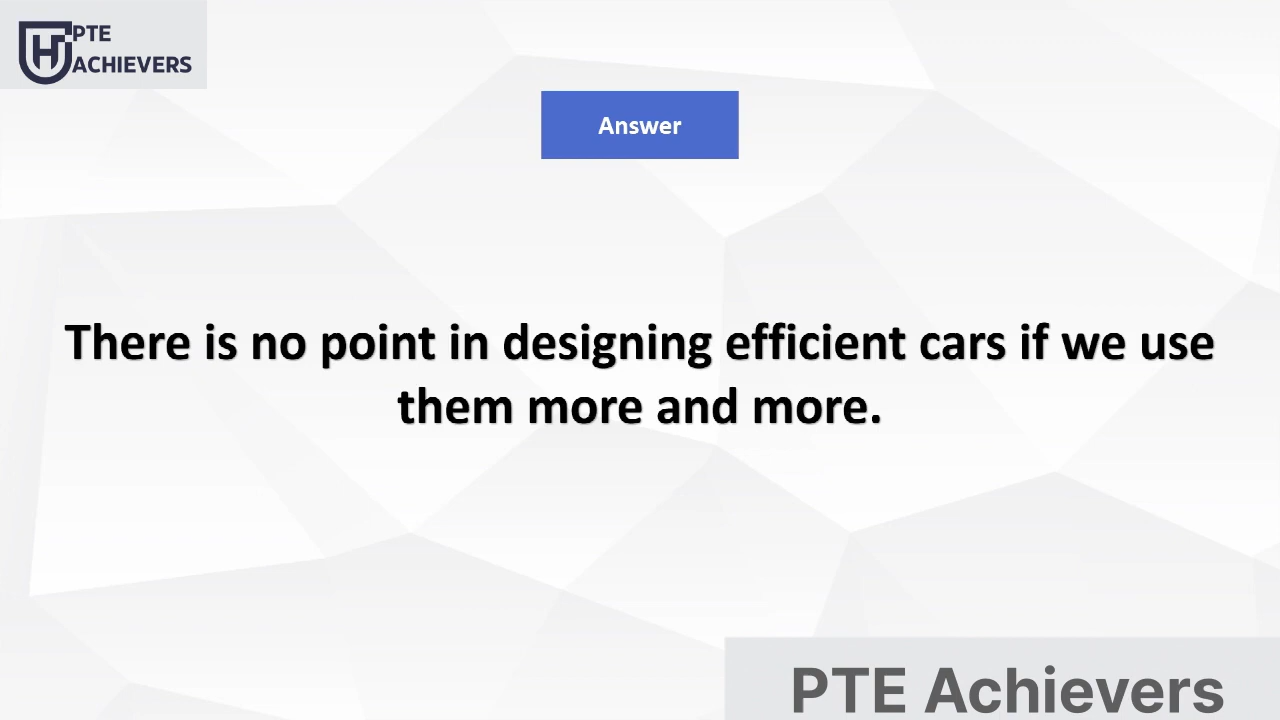 PTE
ACHIEVERS
Answer
There is no point in designing efficient cars if we use
them more and more.
PTE Achievers